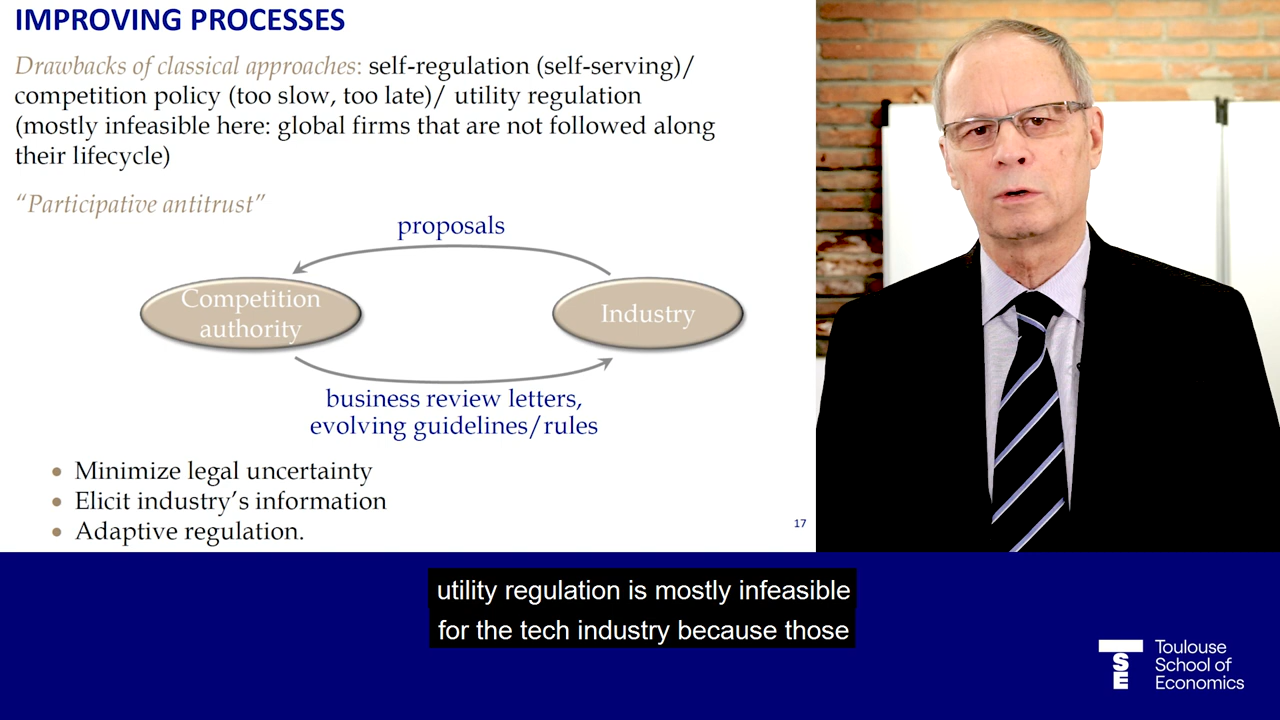 IMPROVING PROCESSES
Drawbacks of classical approaches: self-regulation (self-serving)/
competition policy (too slow, too late)/ utility regulation
(mostly infeasible here: global firms that are not followed along
their lifecycle)
“Participative antitrust”
proposals
Competition
authority
Industry
business review letters,
evolving guidelines/rules
• Minimize legal uncertainty
• Elicit industry’s information
• Adaptive regulation.
17
utility regulation is mostly infeasible
for the tech industry because those
TSE
Toulouse
School of
Economics